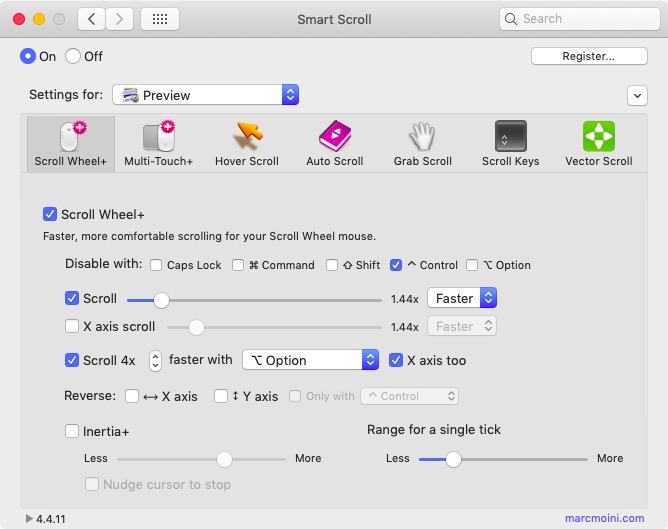 Smart Scroll
Search
On Off
Register...
Settings for: Preview
Scroll Wheel+ Multi-Touch+ Hover Scroll Auto Scroll Grab Scroll Scroll Keys Vector Scroll
Scroll Wheel+
Faster, more comfortable scrolling for your Scroll Wheel mouse.
Disable with: Caps Lock ⌘ Command ⇧ Shift ^ Control ⌥ Option
Scroll 1.44x Faster
X axis scroll 1.44x Faster
Scroll 4x faster with ⌥ Option X axis too
Reverse: ↔ X axis ↕ Y axis Only with ^ Control
Inertia+ Range for a single tick
Less More Less More
Nudge cursor to stop
4.4.11 marcmoini.com